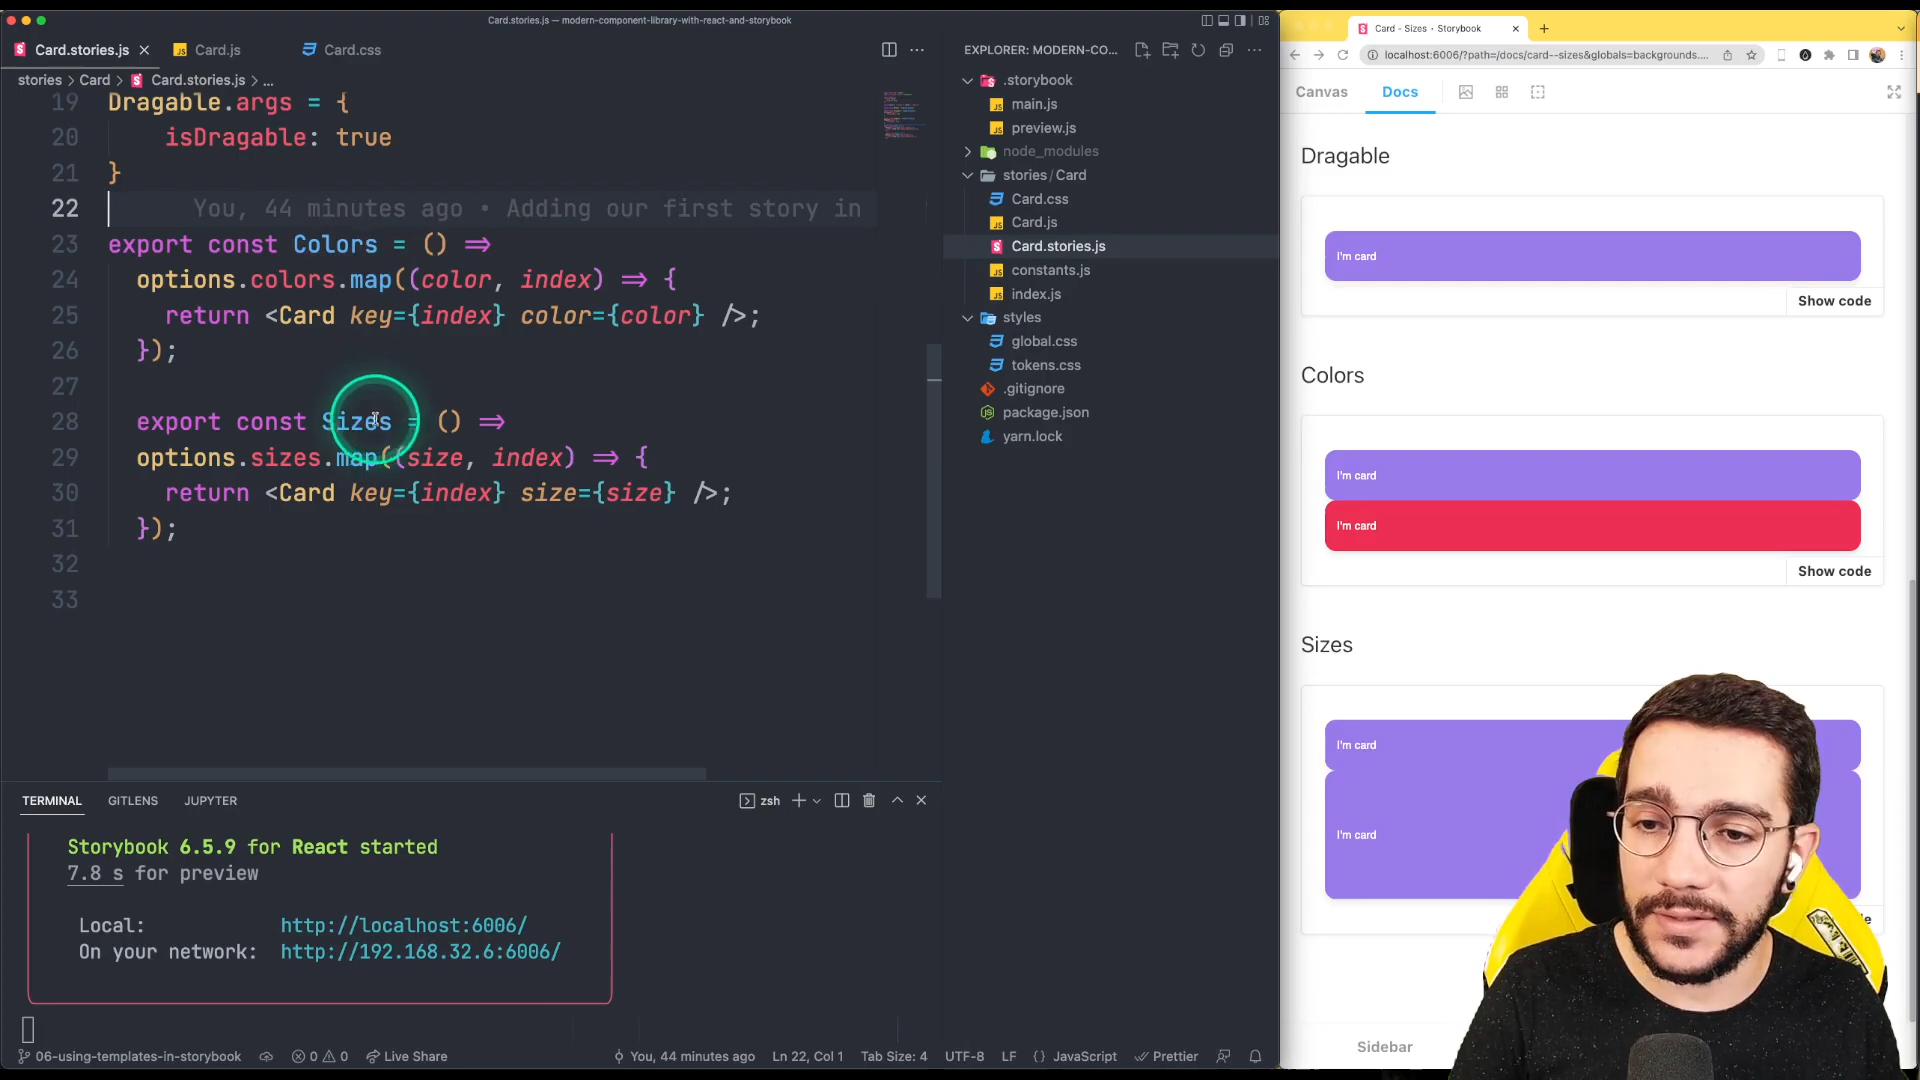 Card.stories.js — modern-component-library-with-react-and-storybook
Card.stories.js
Card.js
Card.css
stories > Card > Card.stories.js > ...
19 Dragable.args = {
20 isDragable: true
21 }
22 You, 44 minutes ago • Adding our first story in
23 export const Colors = () =>
24 options.colors.map((color, index) => {
25 return <Card key={index} color={color} />;
26 });
27
28 export const Sizes = () =>
29 options.sizes.map((size, index) => {
30 return <Card key={index} size={size} />;
31 });
32
33
TERMINAL
GITLENS
JUPYTER
zsh
Storybook 6.5.9 for React started
7.8 s for preview
Local: http://localhost:6006/
On your network: http://192.168.32.6:6006/
06-using-templates-in-storybook
0
0
Live Share
You, 44 minutes ago
Ln 22, Col 1
Tab Size: 4
UTF-8
LF
{} JavaScript
Prettier
EXPLORER: MODERN-CO...
.storybook
main.js
preview.js
node_modules
stories / Card
Card.css
Card.js
Card.stories.js
constants.js
index.js
styles
global.css
tokens.css
.gitignore
package.json
yarn.lock
Card - Sizes · Storybook
localhost:6006/?path=/docs/card--sizes&globals=backgrounds....
Canvas
Docs
Dragable
I'm card
Show code
Colors
I'm card
I'm card
Show code
Sizes
I'm card
I'm card
Sidebar